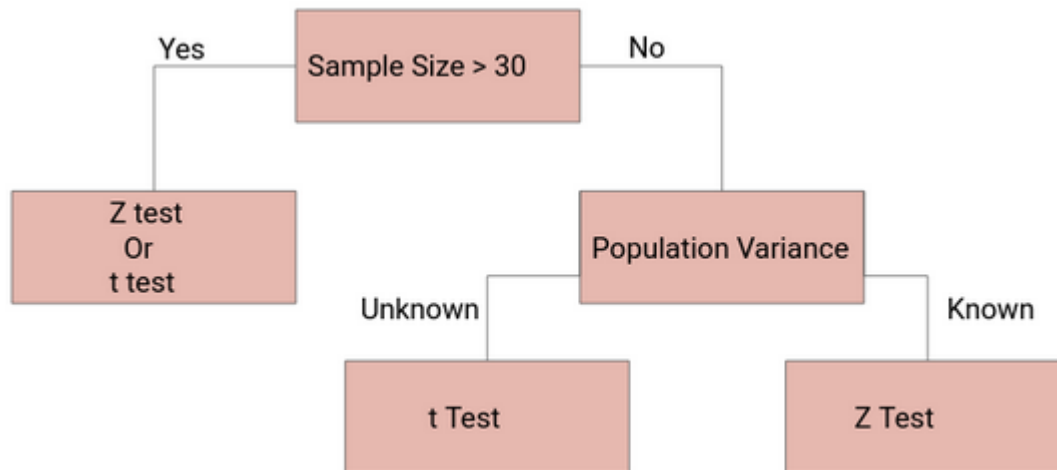 Yes
Sample Size > 30
No
Z test
Or
t test
Population Variance
Unknown
Known
t Test
Z Test